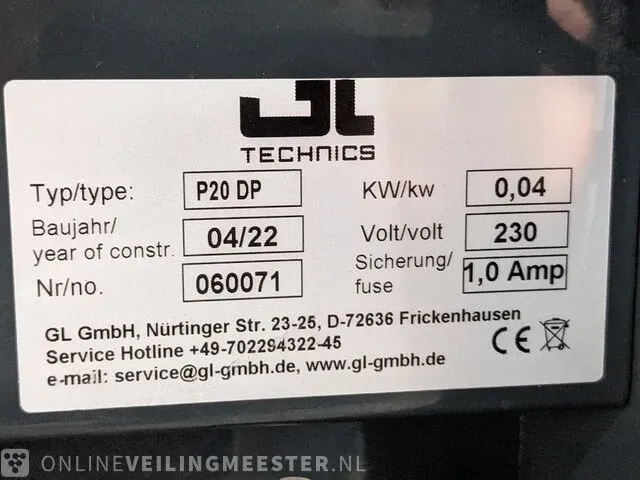 GL
TECHNICS
Typ/type: P20 DP
KW/kw 0,04
Baujahr/
year of constr. 04/22
Volt/volt 230
Nr/no. 060071
Sicherung/
fuse 1,0 Amp
GL GmbH, Nürtinger Str. 23-25, D-72636 Frickenhausen
Service Hotline +49-702294322-45
e-mail: service@gl-gmbh.de, www.gl-gmbh.de
CE
ONLINEVEILINGMEESTER.NL